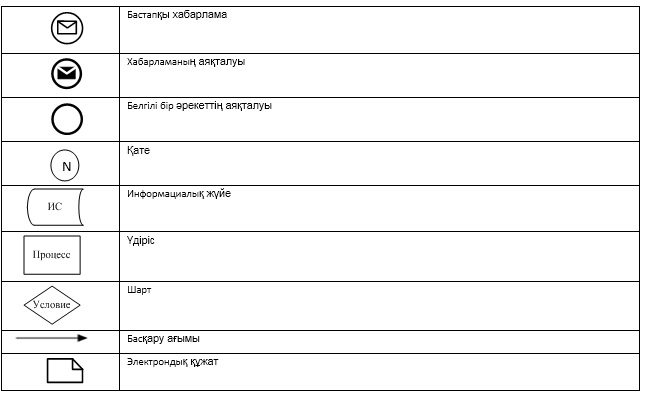 Бастапқы хабарлама
Хабарламаның аяқталуы
Белгілі бір әрекеттің аяқталуы
N
Қате
ИС
Информациалық жүйе
Процесс
Үдіріс
Условие
Шарт
Басқару ағымы
Электрондық құжат